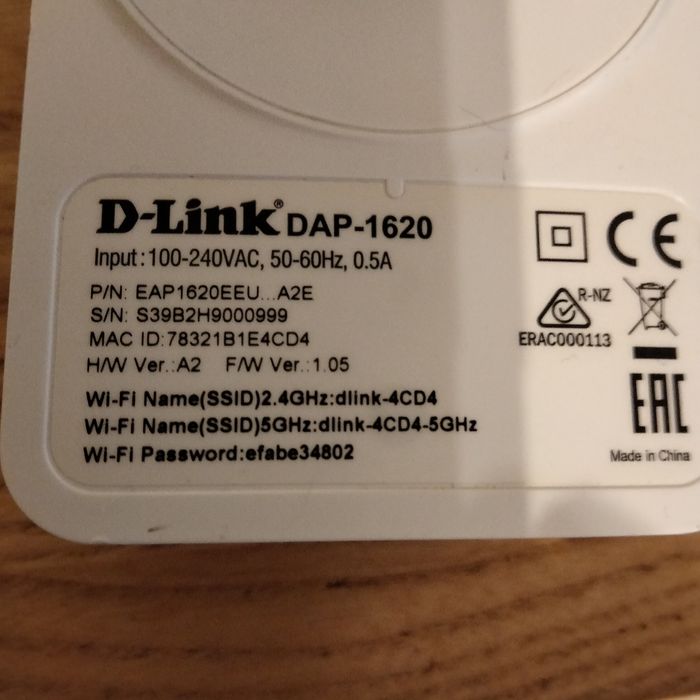 D-Link® DAP-1620
Input:100-240VAC, 50-60Hz, 0.5A
P/N: EAP1620EEU...A2E
S/N: S39B2H9000999
MAC ID:78321B1E4CD4
H/W Ver.:A2 F/W Ver.:1.05
Wi-Fi Name(SSID)2.4GHz:dlink-4CD4
Wi-Fi Name(SSID)5GHz:dlink-4CD4-5GHz
Wi-Fi Password:efabe34802
CE
R-NZ
ERAC000113
EAC
Made in China